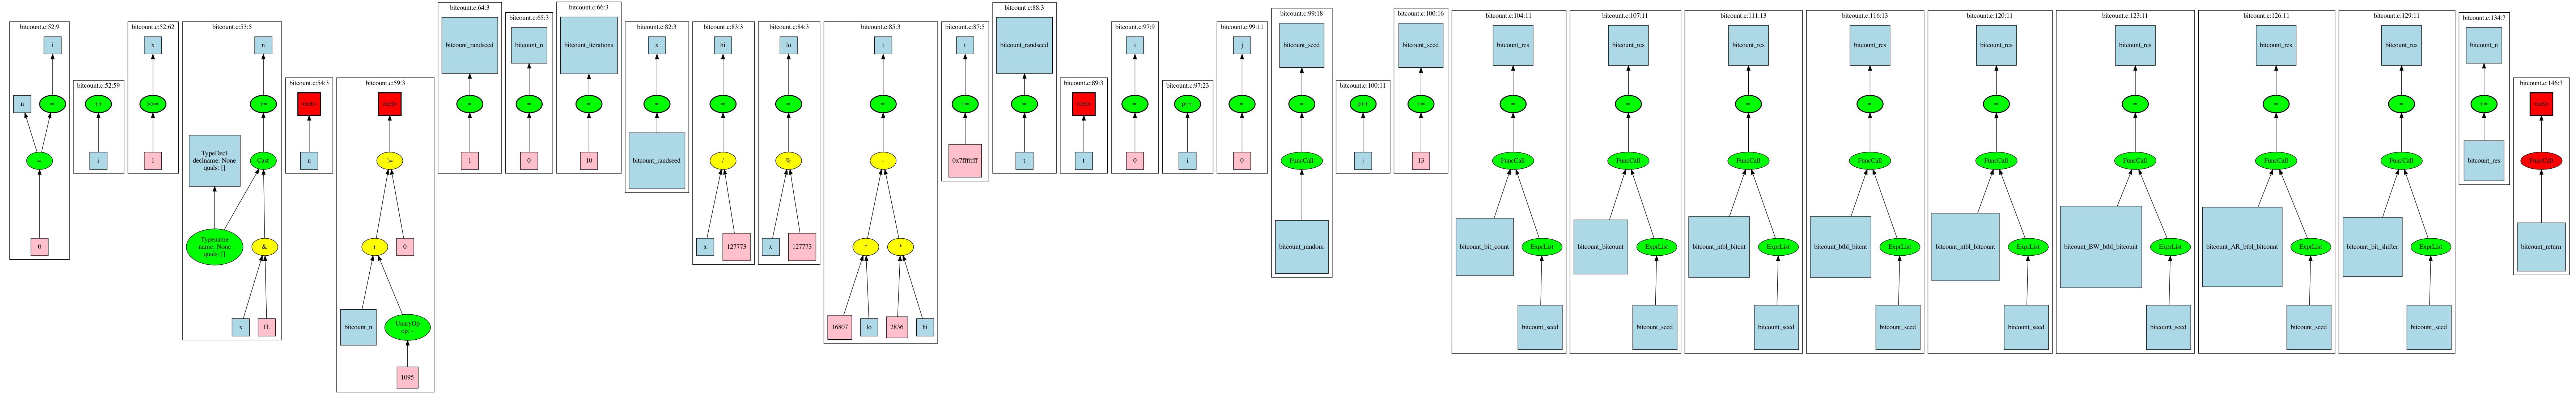 bitcount.c:52:9
i
n
=
=
0
bitcount.c:52:59
++
i
bitcount.c:52:62
x
>>=
1
bitcount.c:53:5
n
+=
TypeDecl
declname: None
quals: []
Cast
Typename
name: None
quals: []
&
x
1L
bitcount.c:54:3
<ret>
n
bitcount.c:59:3
<ret>
!=
+
0
bitcount_n
UnaryOp
op: -
1095
bitcount.c:64:3
bitcount_randseed
=
1
bitcount.c:65:3
bitcount_n
=
0
bitcount.c:66:3
bitcount_iterations
=
10
bitcount.c:82:3
x
=
bitcount_randseed
bitcount.c:83:3
hi
=
/
x
127773
bitcount.c:84:3
lo
=
%
x
127773
bitcount.c:85:3
t
=
-
*
*
16807
lo
2836
hi
bitcount.c:87:5
t
+=
0x7fffffff
bitcount.c:88:3
bitcount_randseed
=
t
bitcount.c:89:3
<ret>
t
bitcount.c:97:9
i
=
0
bitcount.c:97:23
p++
i
bitcount.c:99:11
j
=
0
bitcount.c:99:18
bitcount_seed
=
FuncCall
bitcount_random
bitcount.c:100:11
p++
j
bitcount.c:100:16
bitcount_seed
+=
13
bitcount.c:104:11
bitcount_res
=
FuncCall
bitcount_bit_count
ExprList
bitcount_seed
bitcount.c:107:11
bitcount_res
=
FuncCall
bitcount_bitcount
ExprList
bitcount_seed
bitcount.c:111:13
bitcount_res
=
FuncCall
bitcount_ntbl_bitcnt
ExprList
bitcount_seed
bitcount.c:116:13
bitcount_res
=
FuncCall
bitcount_btbl_bitcnt
ExprList
bitcount_seed
bitcount.c:120:11
bitcount_res
=
FuncCall
bitcount_ntbl_bitcount
ExprList
bitcount_seed
bitcount.c:123:11
bitcount_res
=
FuncCall
bitcount_BW_btbl_bitcount
ExprList
bitcount_seed
bitcount.c:126:11
bitcount_res
=
FuncCall
bitcount_AR_btbl_bitcount
ExprList
bitcount_seed
bitcount.c:129:11
bitcount_res
=
FuncCall
bitcount_bit_shifter
ExprList
bitcount_seed
bitcount.c:134:7
bitcount_n
+=
bitcount_res
bitcount.c:146:3
<ret>
FuncCall
bitcount_return